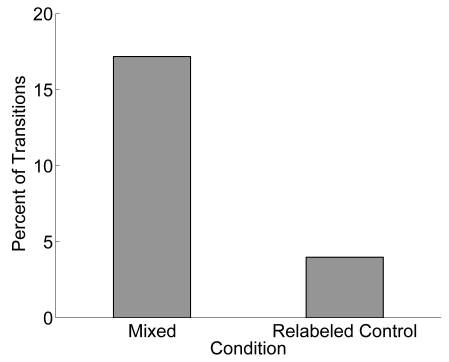 20
15
10
5
0
Percent of Transitions
Mixed
Relabeled Control
Condition